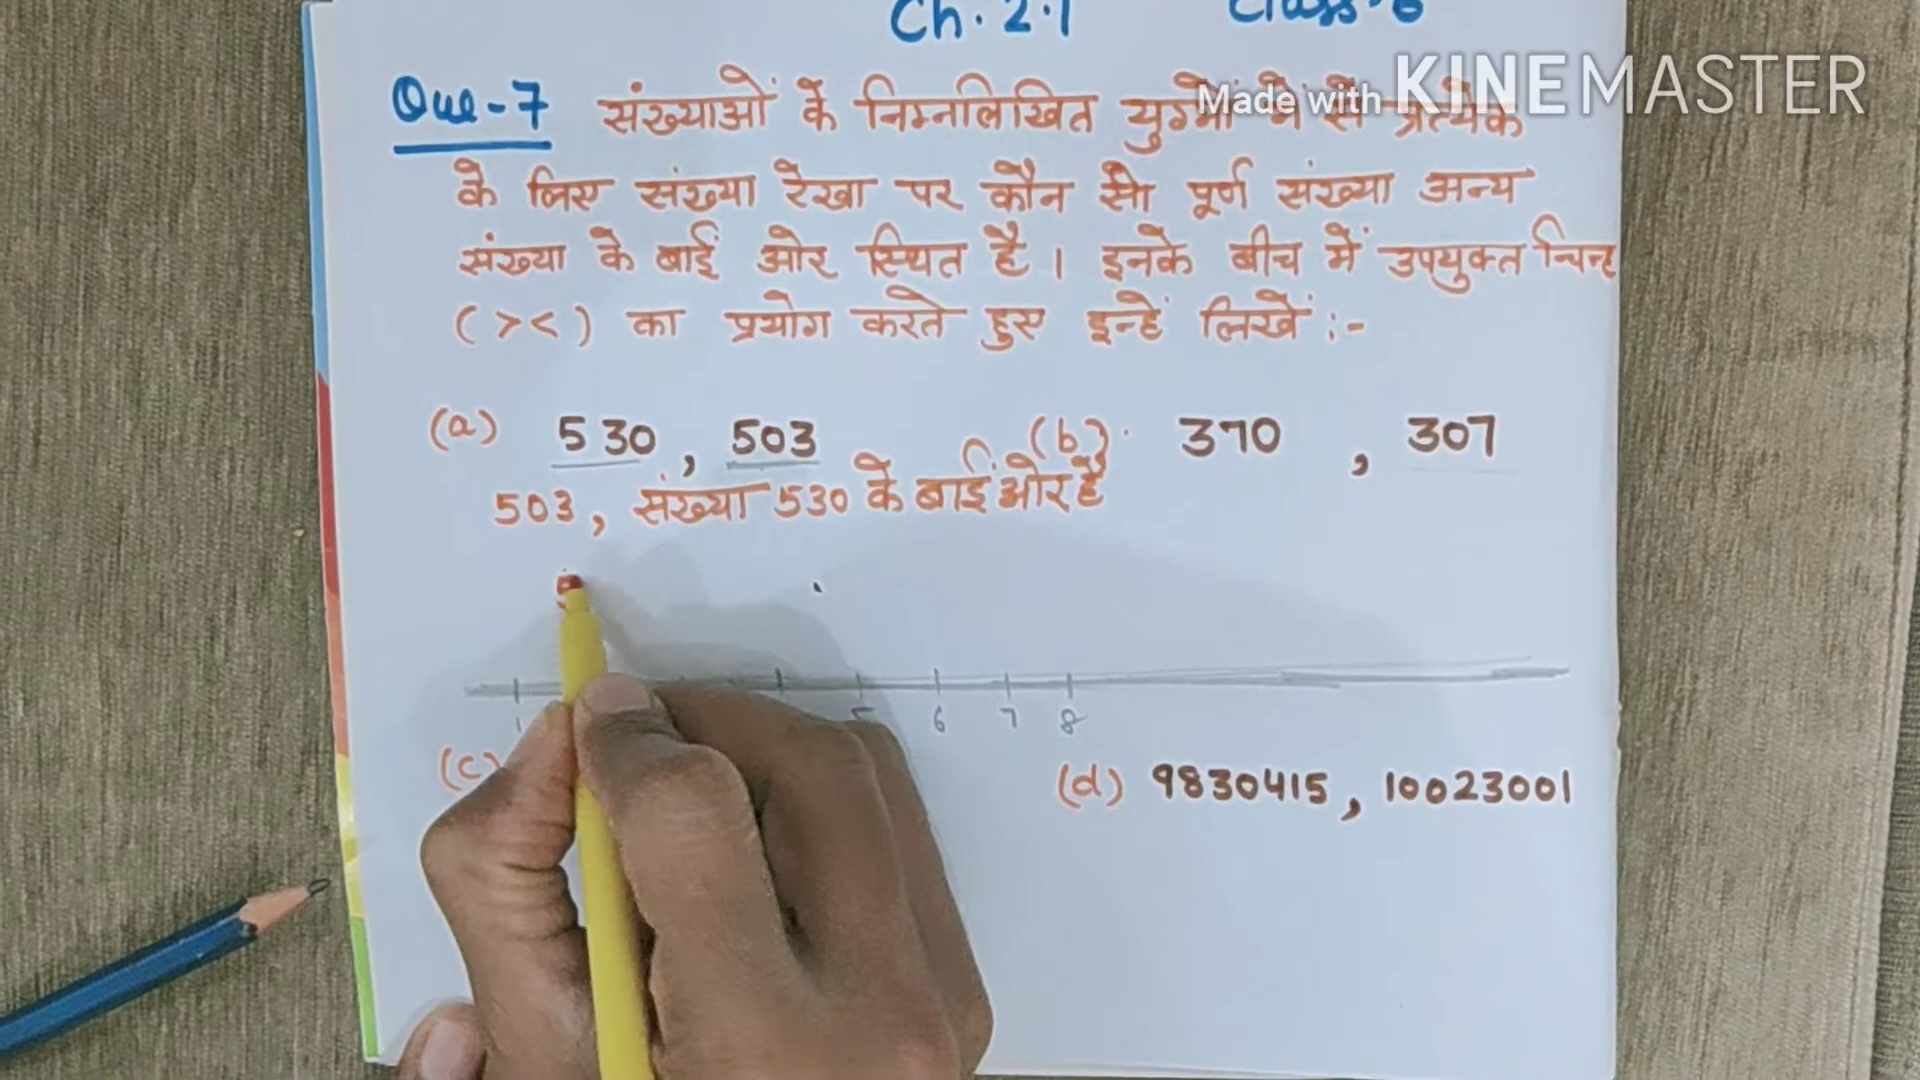 Ch. 2.1 Class-6
Made with KINEMASTER
Que-7 संख्याओं के निम्नलिखित युग्मों में से प्रत्येक
के लिए संख्या रेखा पर कौन सी पूर्ण संख्या अन्य
संख्या के बाईं ओर स्थित है। इनके बीच में उपयुक्त चिन्ह
(><) का प्रयोग करते हुए इन्हें लिखें :-
(a) 530 , 503 (b). 370 , 307
503, संख्या 530 के बाईं ओर है
1 5 6 7 8
(c) (d) 9830415, 10023001